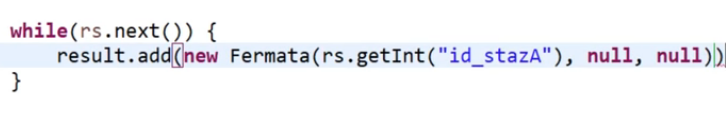 while(rs.next()) {
result.add(new Fermata(rs.getInt("id_stazA"), null, null))
}